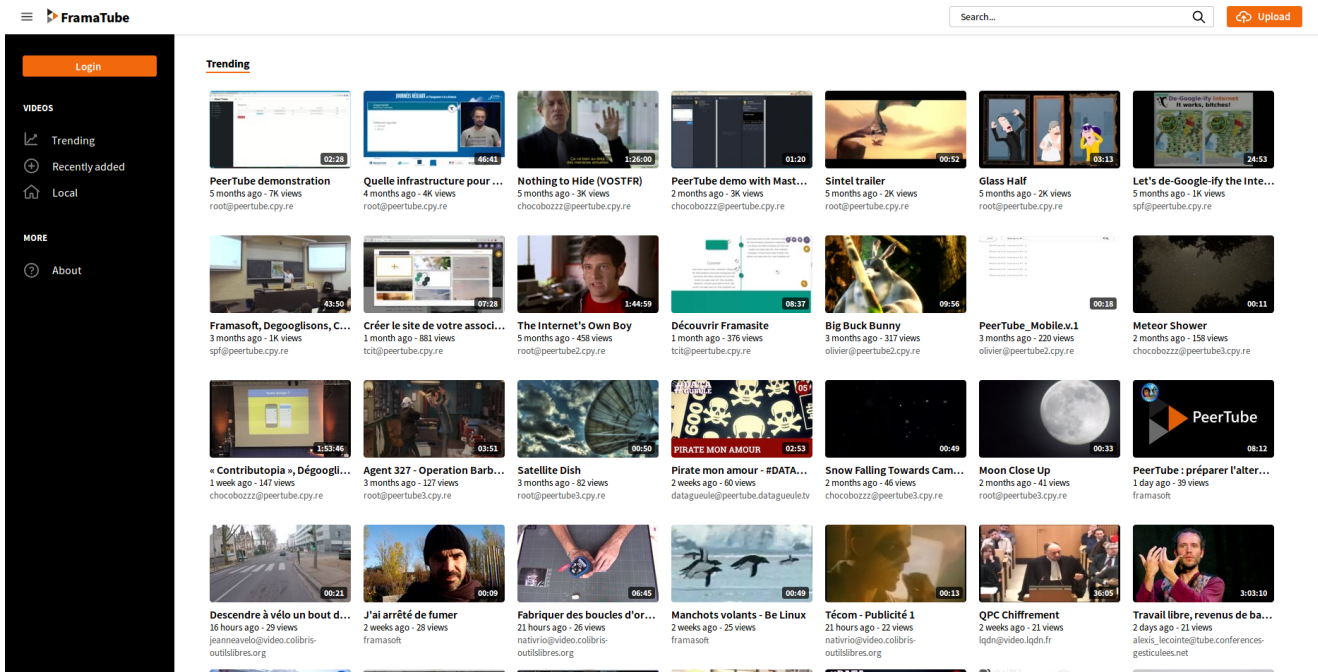 FramaTube
Search...
Upload
Login
VIDEOS
Trending
Recently added
Local
MORE
About
Trending
02:28
46:41
1:26:00
01:20
00:52
03:13
De-Google-ify Internet
It works, bitches!
24:53
PeerTube demonstration
5 months ago - 7K views
root@peertube.cpy.re
Quelle infrastructure pour ...
4 months ago - 4K views
root@peertube.cpy.re
Nothing to Hide (VOSTFR)
5 months ago - 3K views
chocobozzz@peertube.cpy.re
PeerTube demo with Mast...
2 months ago - 3K views
chocobozzz@peertube.cpy.re
Sintel trailer
5 months ago - 2K views
root@peertube.cpy.re
Glass Half
5 months ago - 2K views
root@peertube.cpy.re
Let's de-Google-ify the Inte...
5 months ago - 1K views
spf@peertube.cpy.re
43:50
07:28
1:44:59
08:37
09:56
00:18
00:11
Framasoft, Degooglisons, C...
3 months ago - 1K views
spf@peertube.cpy.re
Créer le site de votre associ...
1 month ago - 881 views
tcit@peertube.cpy.re
The Internet's Own Boy
5 months ago - 458 views
root@peertube2.cpy.re
Découvrir Framasite
1 month ago - 376 views
tcit@peertube.cpy.re
Big Buck Bunny
3 months ago - 317 views
olivier@peertube2.cpy.re
PeerTube_Mobile.v.1
3 months ago - 220 views
olivier@peertube2.cpy.re
Meteor Shower
2 months ago - 158 views
chocobozzz@peertube3.cpy.re
1:53:46
03:51
00:50
#DATA
600
05
PIRATE MON AMOUR
02:53
00:49
00:33
PeerTube
08:12
« Contributopia », Dégoogli...
1 week ago - 147 views
chocobozzz@peertube.cpy.re
Agent 327 - Operation Barb...
3 months ago - 127 views
root@peertube3.cpy.re
Satellite Dish
3 months ago - 82 views
root@peertube3.cpy.re
Pirate mon amour - #DATA...
2 weeks ago - 60 views
datagueule@peertube.datagueule.tv
Snow Falling Towards Cam...
2 months ago - 46 views
chocobozzz@peertube3.cpy.re
Moon Close Up
2 months ago - 41 views
root@peertube3.cpy.re
PeerTube : préparer l'alter...
1 day ago - 39 views
framasoft
00:21
00:09
06:45
00:49
00:13
36:05
3:03:10
Descendre à vélo un bout d...
16 hours ago - 29 views
jeanneavelo@video.colibris-
outilslibres.org
J'ai arrêté de fumer
2 weeks ago - 28 views
framasoft
Fabriquer des boucles d'or...
21 hours ago - 26 views
nativrio@video.colibris-
outilslibres.org
Manchots volants - Be Linux
2 weeks ago - 25 views
framasoft
Técom - Publicité 1
21 hours ago - 22 views
nativrio@video.colibris-
outilslibres.org
QPC Chiffrement
2 weeks ago - 21 views
lqdn@video.lqdn.fr
Travail libre, revenus de ba...
2 days ago - 21 views
alexis_lecointe@tube.conferences-
gesticulees.net